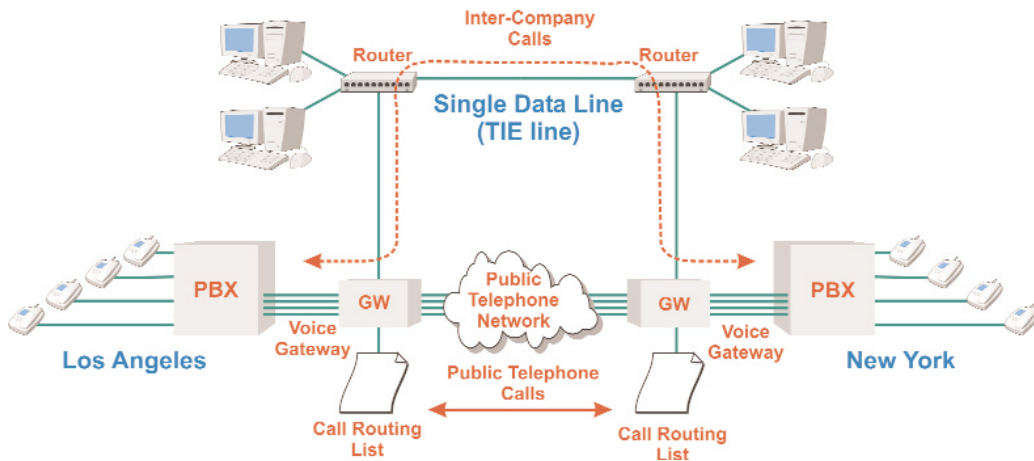 Inter-Company
Calls
Router
Router
Single Data Line
(TIE line)
PBX
GW
Public
Telephone
Network
GW
PBX
Voice
Gateway
Voice
Gateway
Los Angeles
New York
Public Telephone
Calls
Call Routing
List
Call Routing
List